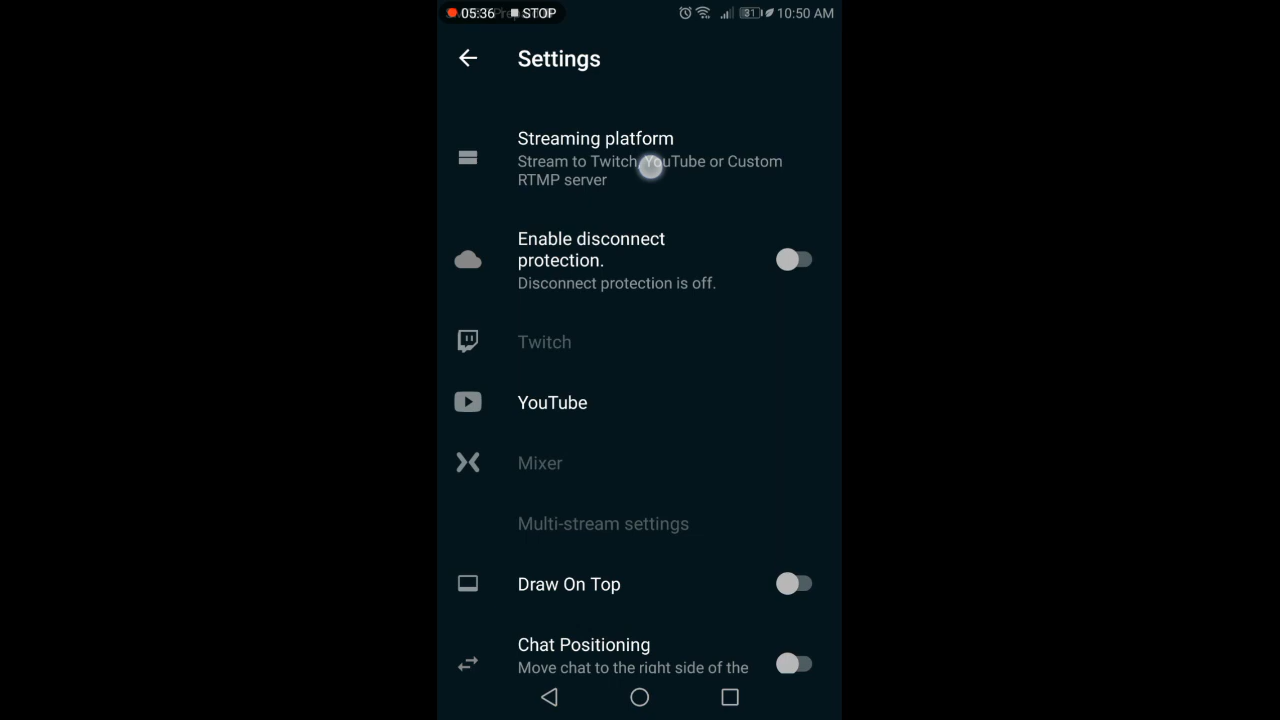 05:36 STOP 31 10:50 AM
Settings
Streaming platform
Stream to Twitch, YouTube or Custom
RTMP server
Enable disconnect
protection.
Disconnect protection is off.
Twitch
YouTube
Mixer
Multi-stream settings
Draw On Top
Chat Positioning
Move chat to the right side of the